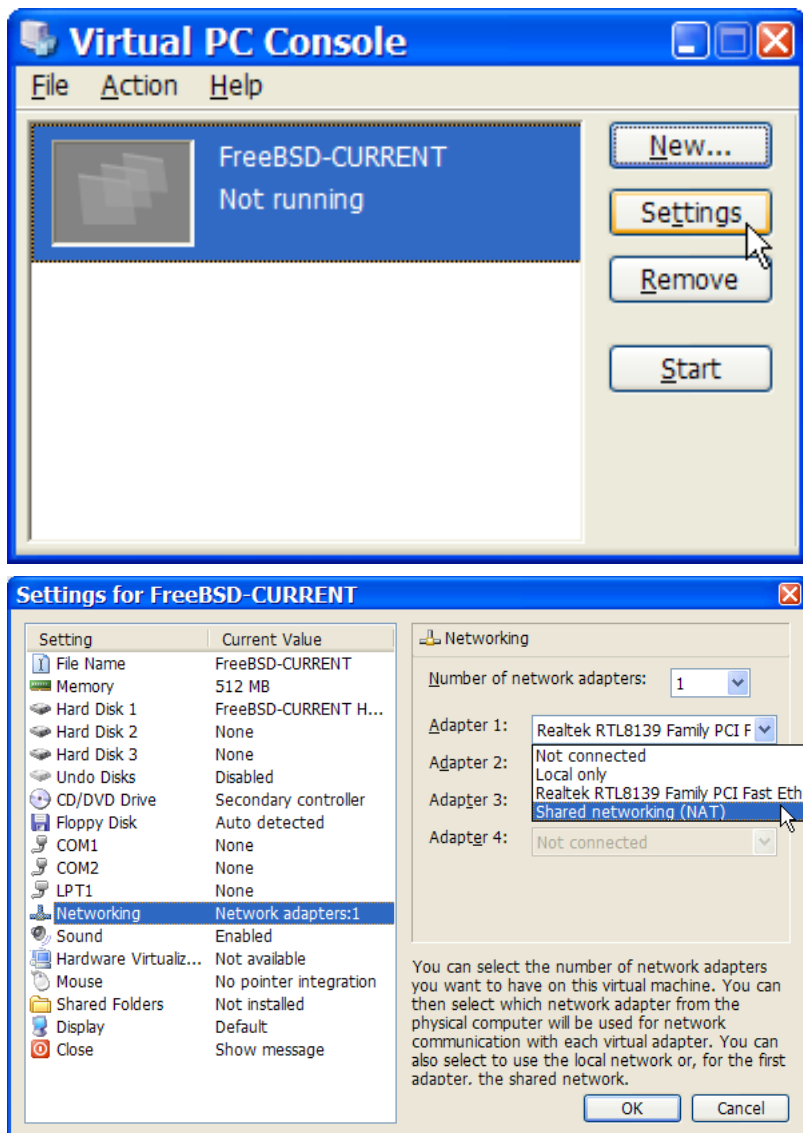 Virtual PC Console
File Action Help
FreeBSD-CURRENT
Not running
New...
Settings
Remove
Start
Settings for FreeBSD-CURRENT
Setting Current Value
File Name FreeBSD-CURRENT
Memory 512 MB
Hard Disk 1 FreeBSD-CURRENT H...
Hard Disk 2 None
Hard Disk 3 None
Undo Disks Disabled
CD/DVD Drive Secondary controller
Floppy Disk Auto detected
COM1 None
COM2 None
LPT1 None
Networking Network adapters:1
Sound Enabled
Hardware Virtualiz... Not available
Mouse No pointer integration
Shared Folders Not installed
Display Default
Close Show message
Networking
Number of network adapters: 1
Adapter 1: Realtek RTL8139 Family PCI F
Not connected
Adapter 2:
Local only
Adapter 3:
Realtek RTL8139 Family PCI Fast Eth
Shared networking (NAT)
Adapter 4: Not connected
You can select the number of network adapters
you want to have on this virtual machine. You can
then select which network adapter from the
physical computer will be used for network
communication with each virtual adapter. You can
also select to use the local network or, for the first
adapter, the shared network.
OK Cancel